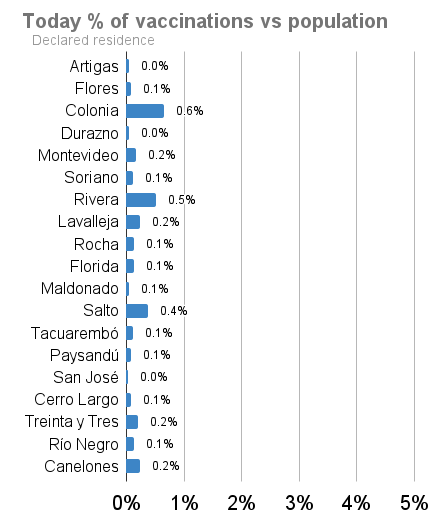 Today % of vaccinations vs population
Declared residence
Artigas 0.0%
Flores 0.1%
Colonia 0.6%
Durazno 0.0%
Montevideo 0.2%
Soriano 0.1%
Rivera 0.5%
Lavalleja 0.2%
Rocha 0.1%
Florida 0.1%
Maldonado 0.1%
Salto 0.4%
Tacuarembó 0.1%
Paysandú 0.1%
San José 0.0%
Cerro Largo 0.1%
Treinta y Tres 0.2%
Río Negro 0.1%
Canelones 0.2%
0% 1% 2% 3% 4% 5%